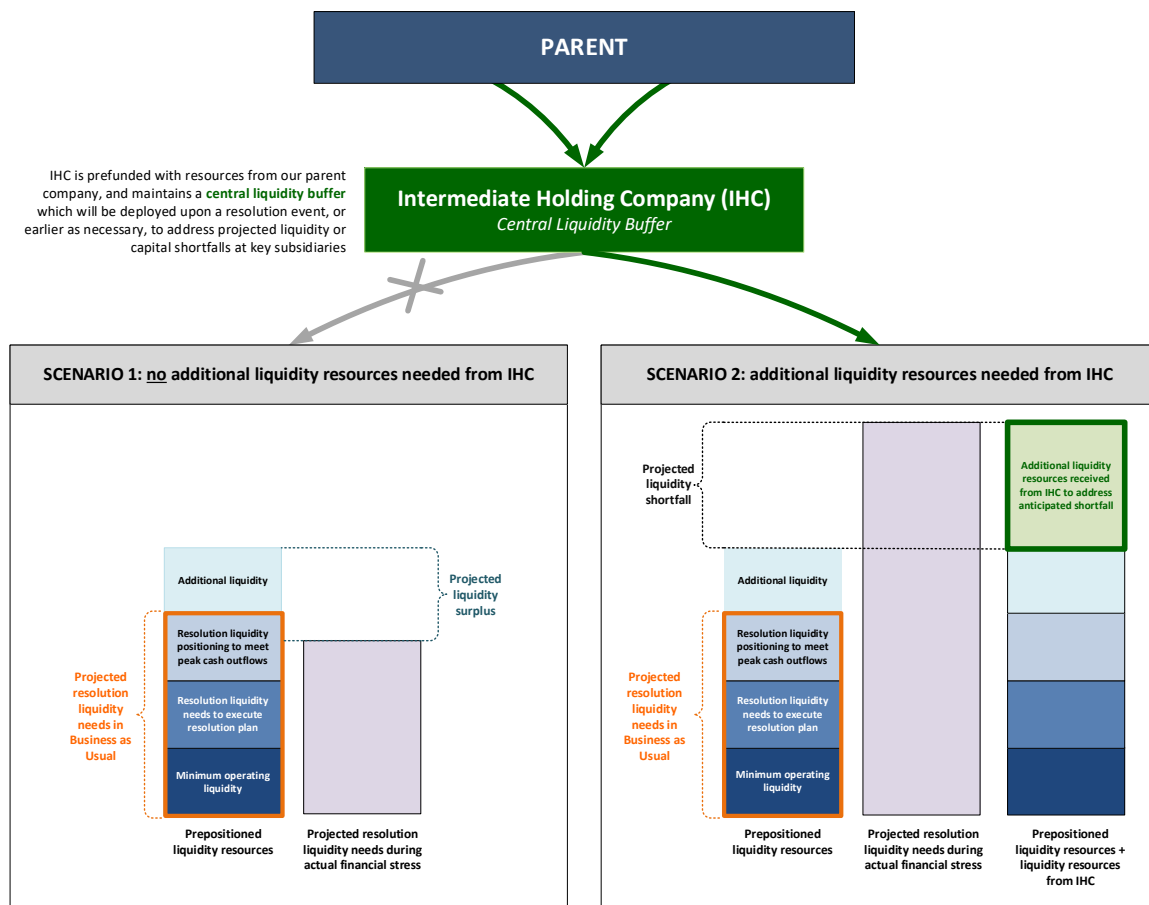 PARENT
IHC is prefunded with resources from our parent
company, and maintains a central liquidity buffer
which will be deployed upon a resolution event, or
earlier as necessary, to address projected liquidity or
capital shortfalls at key subsidiaries
Intermediate Holding Company (IHC)
Central Liquidity Buffer
SCENARIO 1: no additional liquidity resources needed from IHC
Additional liquidity
Resolution liquidity
positioning to meet
peak cash outflows
Resolution liquidity
needs to execute
resolution plan
Minimum operating
liquidity
Projected
resolution
liquidity
needs in
Business as
Usual
Projected
liquidity
surplus
Prepositioned
liquidity resources
Projected resolution
liquidity needs during
actual financial stress
SCENARIO 2: additional liquidity resources needed from IHC
Projected
liquidity
shortfall
Additional liquidity
resources received
from IHC to address
anticipated shortfall
Additional liquidity
Resolution liquidity
positioning to meet
peak cash outflows
Resolution liquidity
needs to execute
resolution plan
Minimum operating
liquidity
Projected
resolution
liquidity
needs in
Business as
Usual
Prepositioned
liquidity resources
Projected resolution
liquidity needs during
actual financial stress
Prepositioned
liquidity resources +
liquidity resources
from IHC